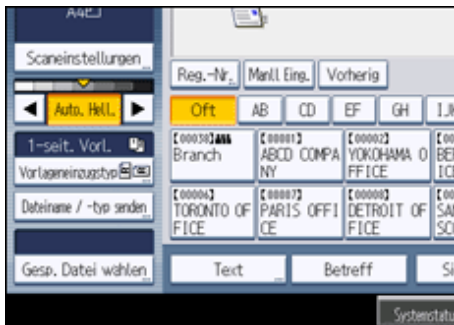 A4
Scaneinstellungen
Reg.-Nr. Manll Eing. Vorherig
Auto. Hell. Oft AB CD EF GH
1-seit. Vorl.
[00038] [00001] [00002]
Branch ABCD COMPA YOKOHAMA O
NY FFICE
Vorlageneinzugstyp
[00006] [00007] [00008]
Dateiname / -typ senden TORONTO OF PARIS OFFI DETROIT OF
FICE CE FICE
Gesp. Datei wählen Text Betreff
Systemstatu